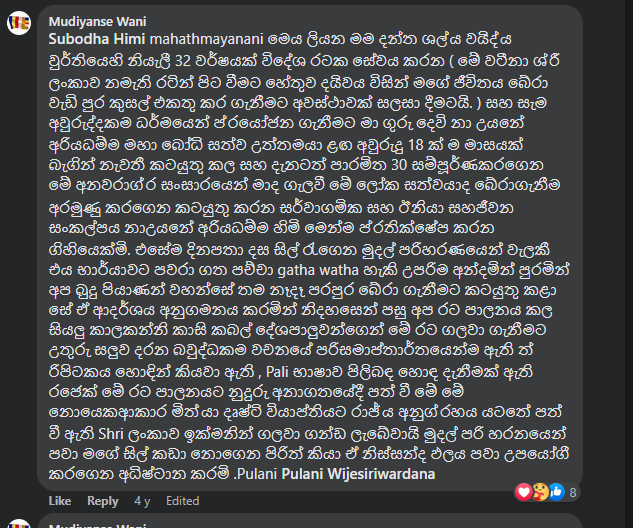 Mudiyanse Wani
Subodha Himi mahathmayanani මෙය ලියන මම දන්ත ශල්ය වයිද්ය
වුර්තියෙහි නියැලී 32 වර්ෂයක් විදේශ රටක සේවය කරන ( මේ වටීනා ශ්රී
ලංකාව නමැති රටින් පිට වීමට හේතුව දයිවය විසින් මගේ ජීවිතය බේරා
වැඩි පුර කුසල් එකතු කර ගැනීමට අවස්ථාවක් සලසා දීමටයි. ) සහ සැම
අවුරුද්දකම ධර්මයෙන් ප්රයෝජන ගැනීමට මා ගුරු දෙවි නා උයනේ
අරියධම්ම මහා බෝධි සත්ව උත්තමයා ළඟ අවුරුදු 18 ක් ම මාසයක්
බැගින් නැවතී කටයුතු කල සහ දැනටත් පාරමිත 30 සම්පූර්ණකරගෙන
මේ අනවරාග්ර සංසාරයෙන් මාද ගැලවී මේ ලෝක සත්වයාද බේරාගැනීම
අරමුණු කරගෙන කටයුතු කරන සර්වාගමික සහ ඊනියා සහජීවන
සංකල්පය නාඋයනේ අරියධම්ම හිමි මෙන්ම ප්රතික්ෂේප කරන
ගිහියෙක්මි. එසේම දිනපතා දස සිල් රැගෙන මුදල් පරිහරණයෙන් වැලකී
එය භාර්යාවට පවරා ගත පච්චා gatha watha හැකි උපරිම අන්දමින් පුරමින්
අප බුදු පියාණන් වහන්සේ තම නෑදෑ පරපුර බේරා ගැනීමට කටයුතු කළා
සේ ඒ ආදර්ශය අනුගමනය කරමින් නිදහසෙන් පසු අප රට පාලනය කල
සියලු කාලකන්නි කාසි කබල් දේශපාලුවන්ගෙන් මේ රට ගලවා ගැනීමට
උතුරු සලුව දරන බවුද්ධකම වචනයේ පරිසමාප්තාර්තයෙන්ම ඇති ත්
රිපිටකය හොඳින් කියවා ඇති , Pali භාෂාව පිලිබඳ හොඳ දැනීමක් ඇති
රජෙක් මේ රට පාලනයට නුදුරු අනාගතයේදී පත් වී මේ මේ
නොයෙකආකාර මිත්යා දෘෂ්ටි ව්යාප්තියට රාජ්ය අනුග්රහය යටතේ පත්
වී ඇති Shri ලංකාව ඉක්මනින් ගලවා ගන්ඩ ලැබේවායි මුදල් පරි හරනයෙන්
පවා මගේ සිල් කඩා නොගෙන පිරිත් කියා ඒ නිස්සන්ද ඵලය පවා උපයෝගී
කරගෙන අධිෂ්ටාන කරමි .Pulani Pulani Wijesiriwardana
Like Reply 4 y Edited
8